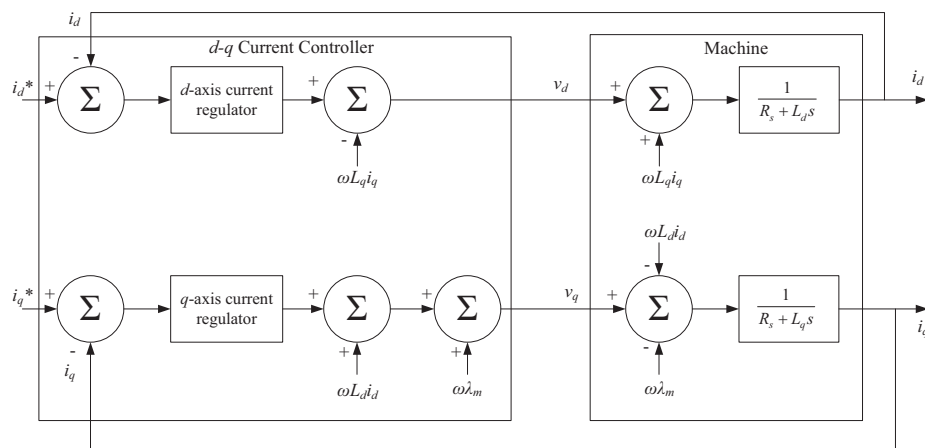 i_d
d-q Current Controller
Machine
-
i_d* + Σ
d-axis current
regulator
+ Σ
-
ωL_q i_q
v_d
+ Σ
+
ωL_q i_q
1
R_s + L_d s
i_d
i_q* + Σ
-
i_q
q-axis current
regulator
+ Σ
+
ωL_d i_d
+ Σ
+
ωλ_m
v_q
ωL_d i_d
-
+ Σ
-
ωλ_m
1
R_s + L_q s
i_q